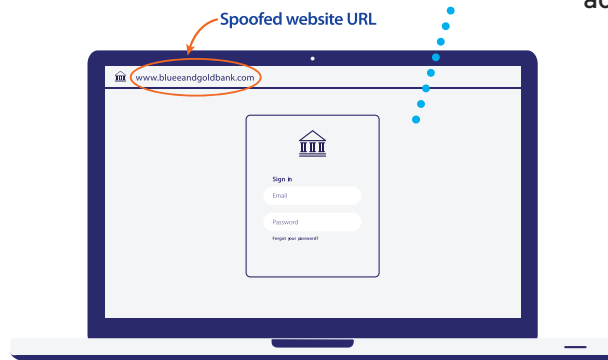 Spoofed website URL
www.blueeandgoldbank.com
Sign in
Email
Password
Forgot your password?